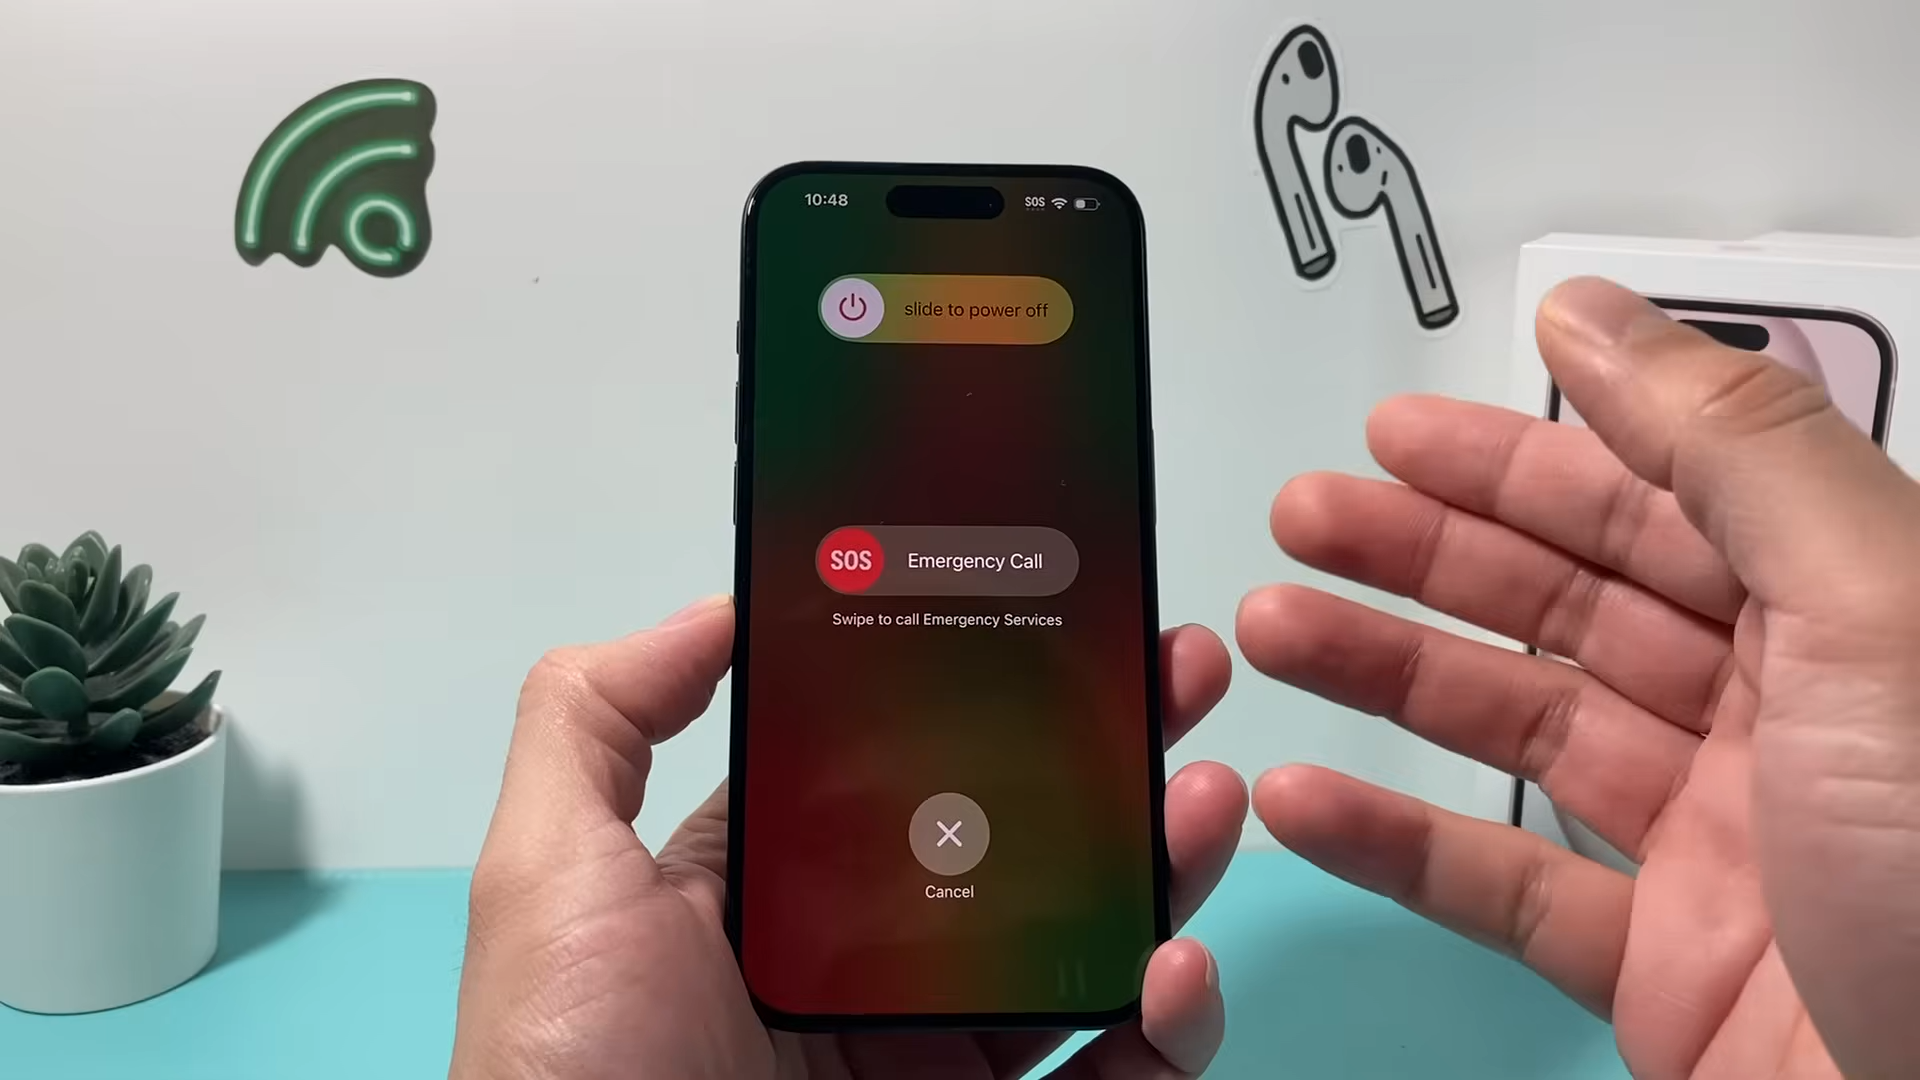 10:48
SOS
slide to power off
SOS Emergency Call
Swipe to call Emergency Services
Cancel